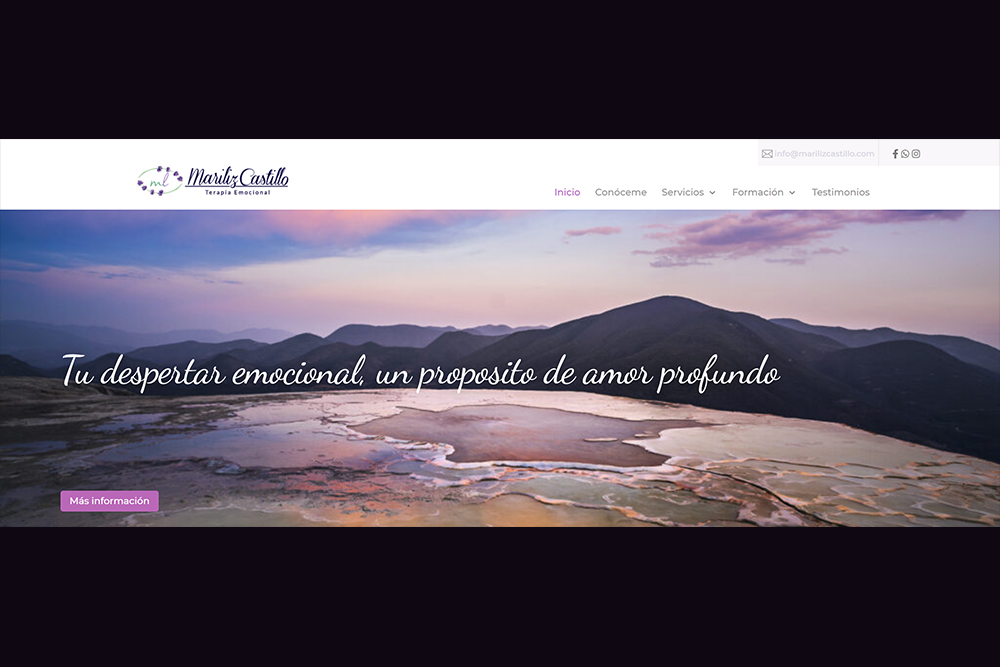 info@marilizcastillo.com
ml
Mariliz Castillo
Terapia Emocional
Inicio Conóceme Servicios Formación Testimonios
Tu despertar emocional, un proposito de amor profundo
Más información